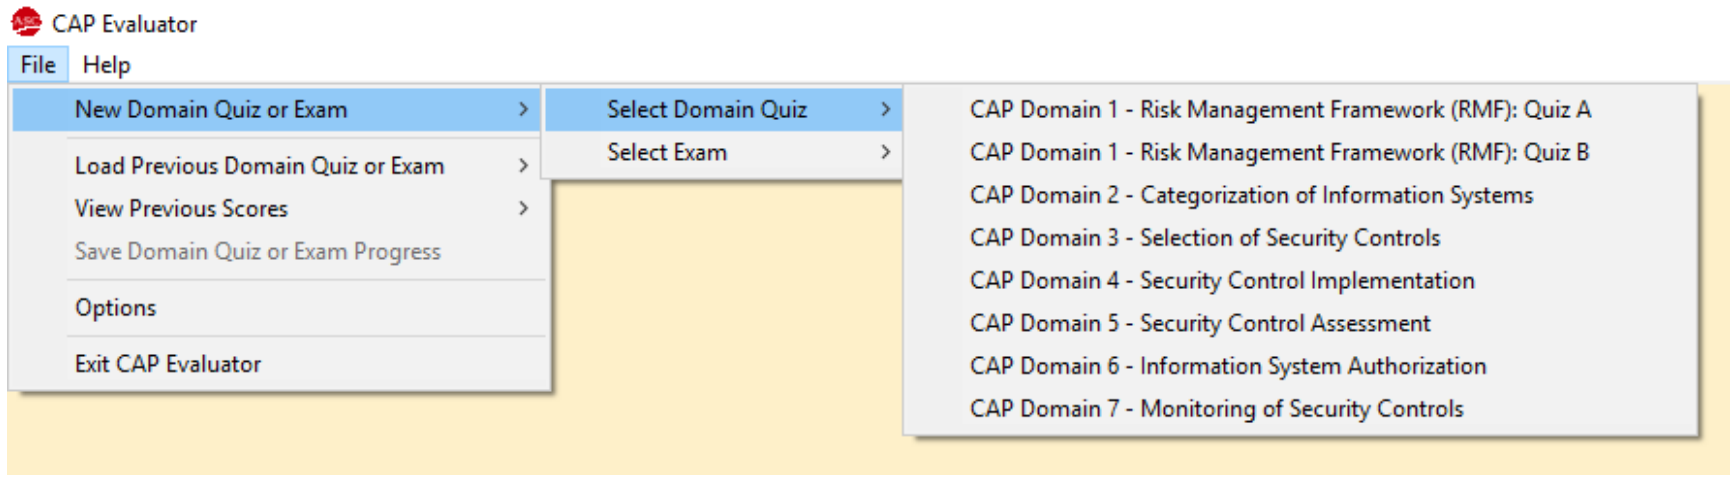 ASC CAP Evaluator
File Help
New Domain Quiz or Exam
Load Previous Domain Quiz or Exam
View Previous Scores
Save Domain Quiz or Exam Progress
Options
Exit CAP Evaluator
Select Domain Quiz
Select Exam
CAP Domain 1 - Risk Management Framework (RMF): Quiz A
CAP Domain 1 - Risk Management Framework (RMF): Quiz B
CAP Domain 2 - Categorization of Information Systems
CAP Domain 3 - Selection of Security Controls
CAP Domain 4 - Security Control Implementation
CAP Domain 5 - Security Control Assessment
CAP Domain 6 - Information System Authorization
CAP Domain 7 - Monitoring of Security Controls